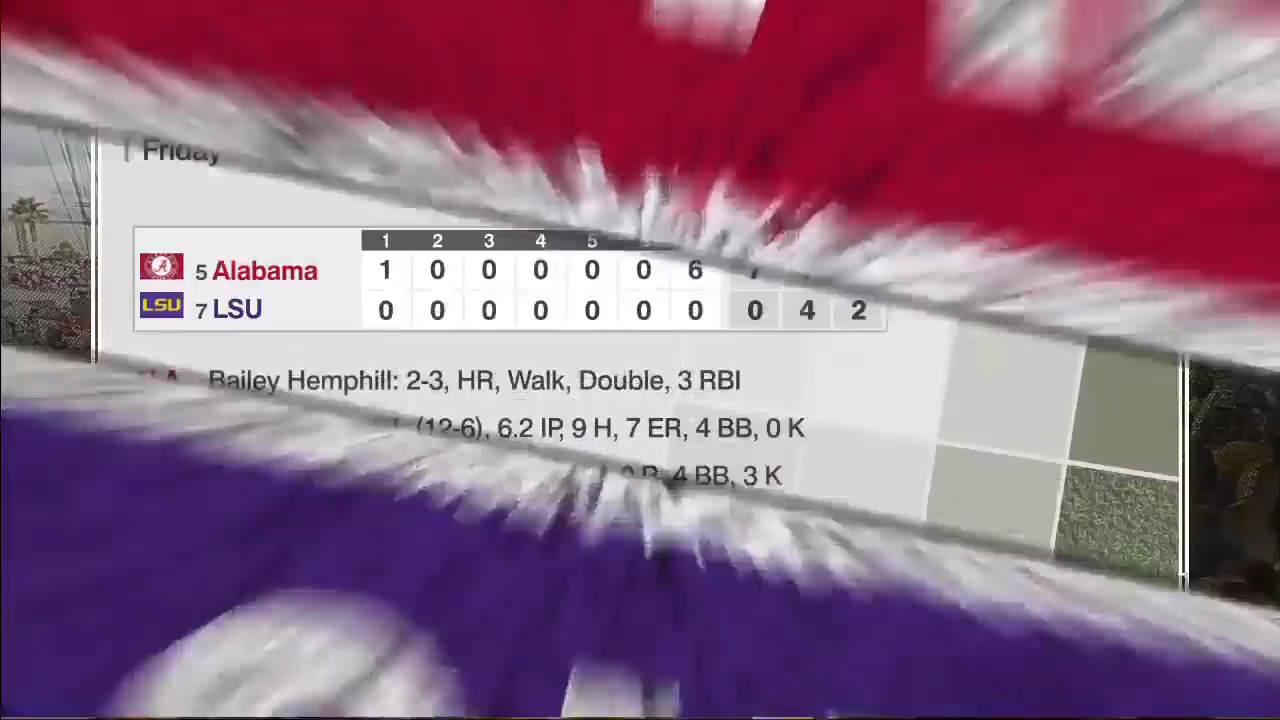 Friday
1 2 3 4 5
5 Alabama 1 0 0 0 0 0 6
LSU 7 LSU 0 0 0 0 0 0 0 0 4 2
Bailey Hemphill: 2-3, HR, Walk, Double, 3 RBI
(12-6), 6.2 IP, 9 H, 7 ER, 4 BB, 0 K
4 BB, 3 K